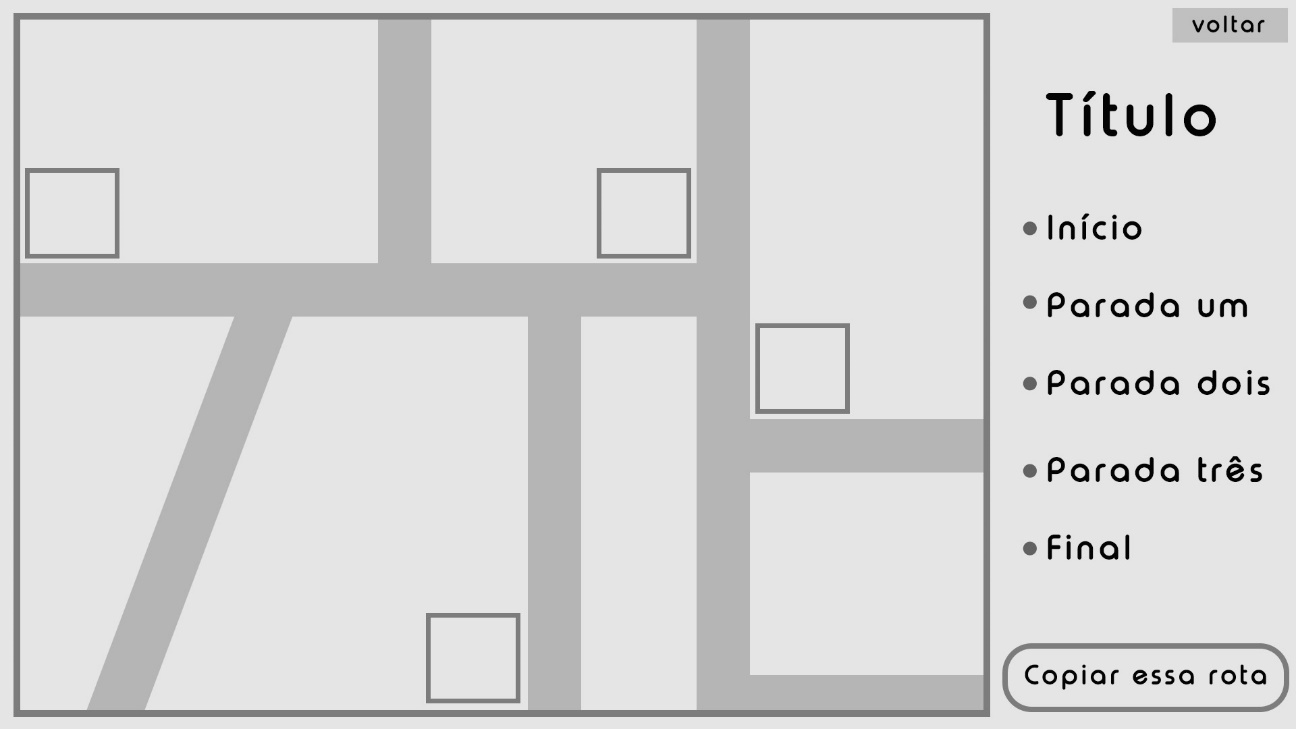 voltar
Título
Início
Parada um
Parada dois
Parada três
Final
Copiar essa rota